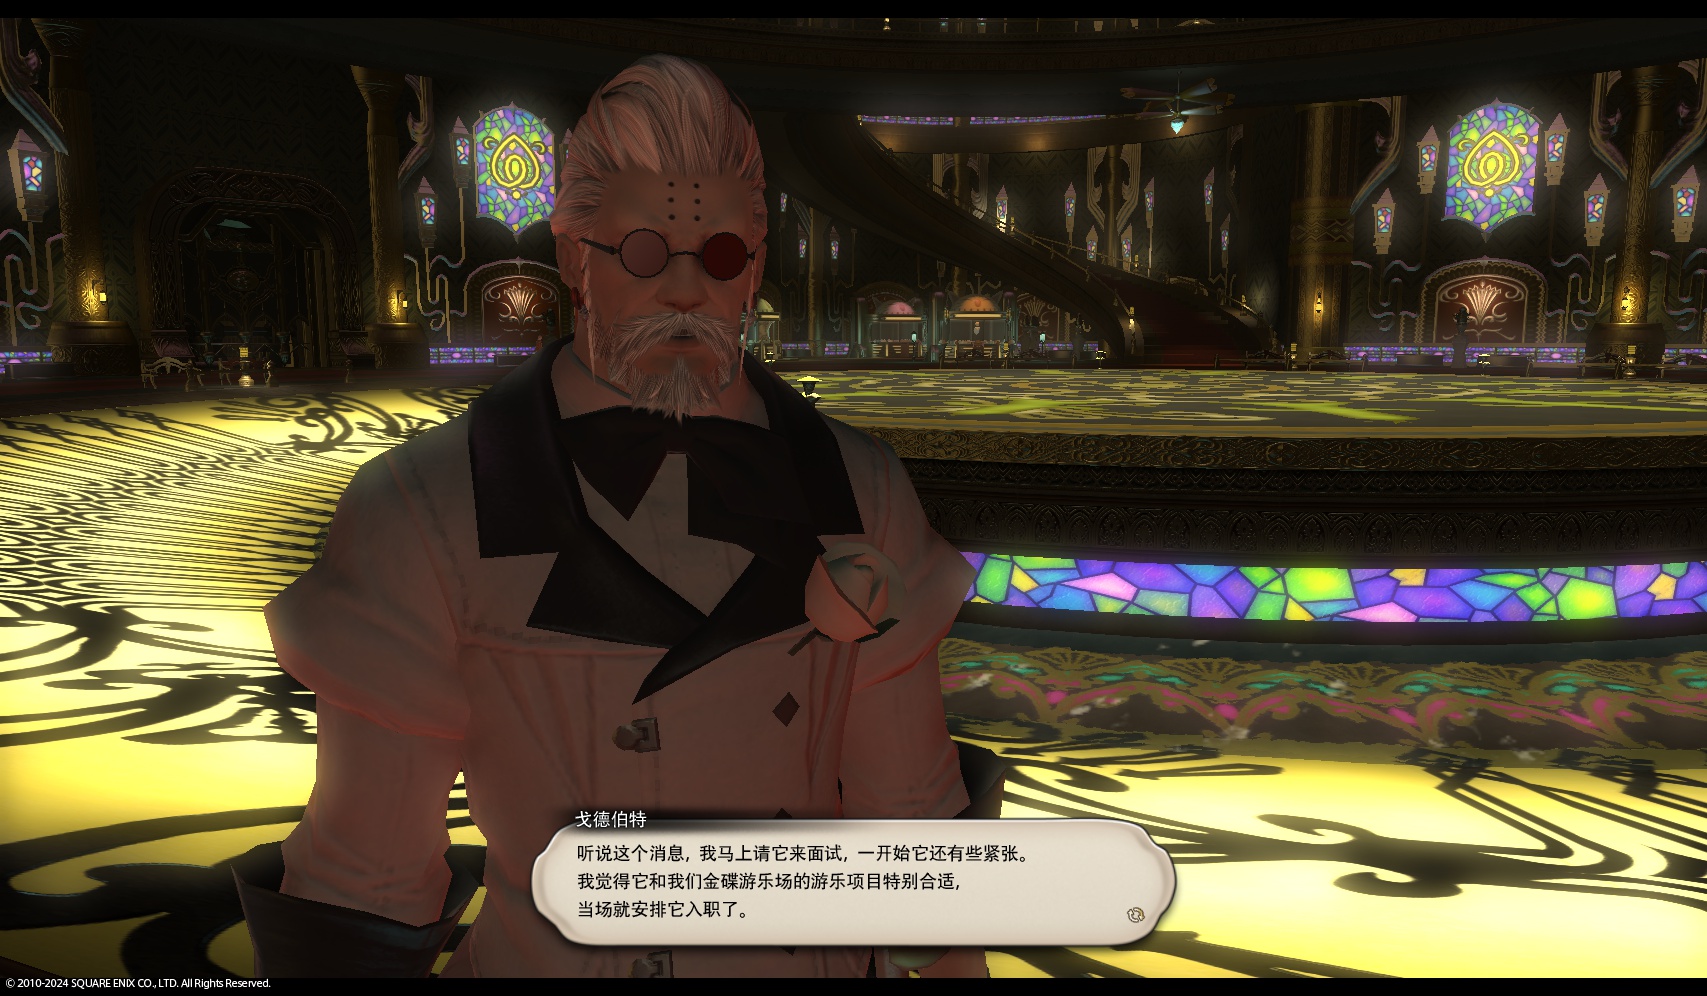 戈德伯特
听说这个消息，我马上请它来面试，一开始它还有些紧张。
我觉得它和我们金碟游乐场的游乐项目特别合适，
当场就安排它入职了。
© 2010-2024 SQUARE ENIX CO., LTD. All Rights Reserved.